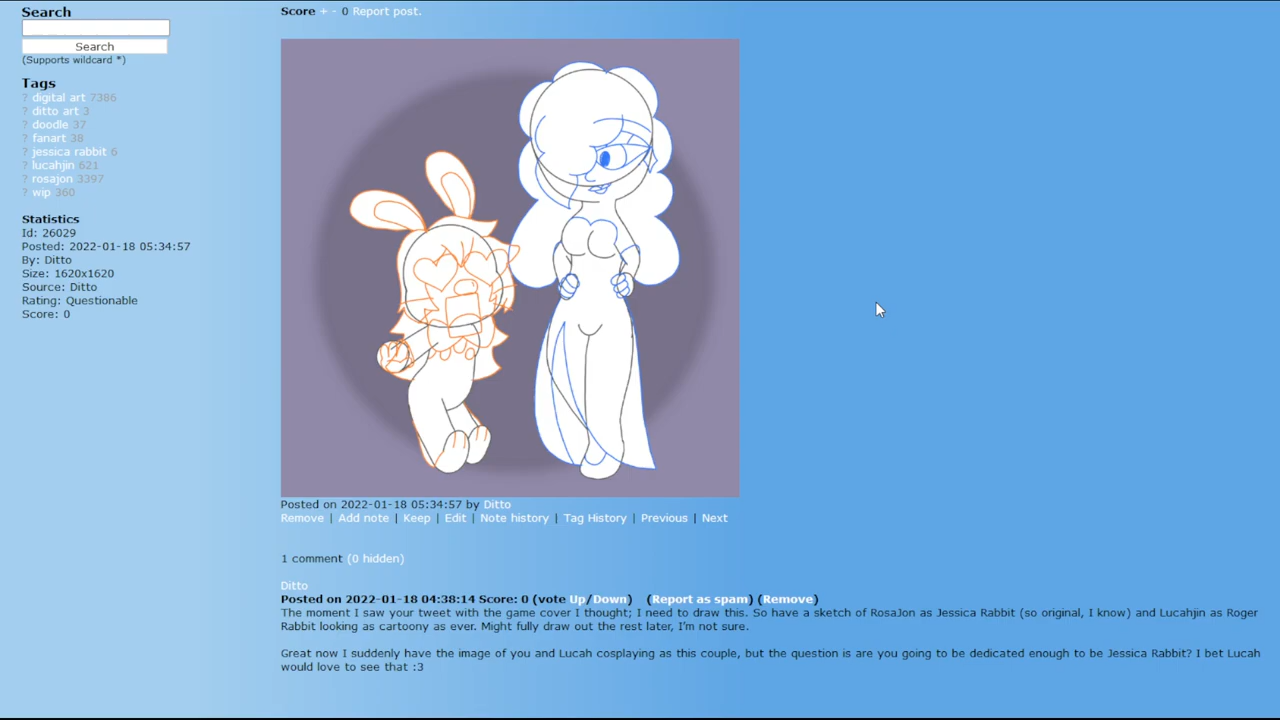 Search
Search
(Supports wildcard *)
Tags
? digital art 7386
? ditto art 3
? doodle 37
? fanart 38
? jessica rabbit 6
? lucahjin 621
? rosajon 3397
? wip 360
Statistics
Id: 26029
Posted: 2022-01-18 05:34:57
By: Ditto
Size: 1620x1620
Source: Ditto
Rating: Questionable
Score: 0
Score + - 0 Report post.
Posted on 2022-01-18 05:34:57 by Ditto
Remove | Add note | Keep | Edit | Note history | Tag History | Previous | Next
1 comment (0 hidden)
Ditto
Posted on 2022-01-18 04:38:14 Score: 0 (vote Up/Down) (Report as spam) (Remove)
The moment I saw your tweet with the game cover I thought; I need to draw this. So have a sketch of RosaJon as Jessica Rabbit (so original, I know) and Lucahjin as Roger
Rabbit looking as cartoony as ever. Might fully draw out the rest later, I'm not sure.
Great now I suddenly have the image of you and Lucah cosplaying as this couple, but the question is are you going to be dedicated enough to be Jessica Rabbit? I bet Lucah
would love to see that :3